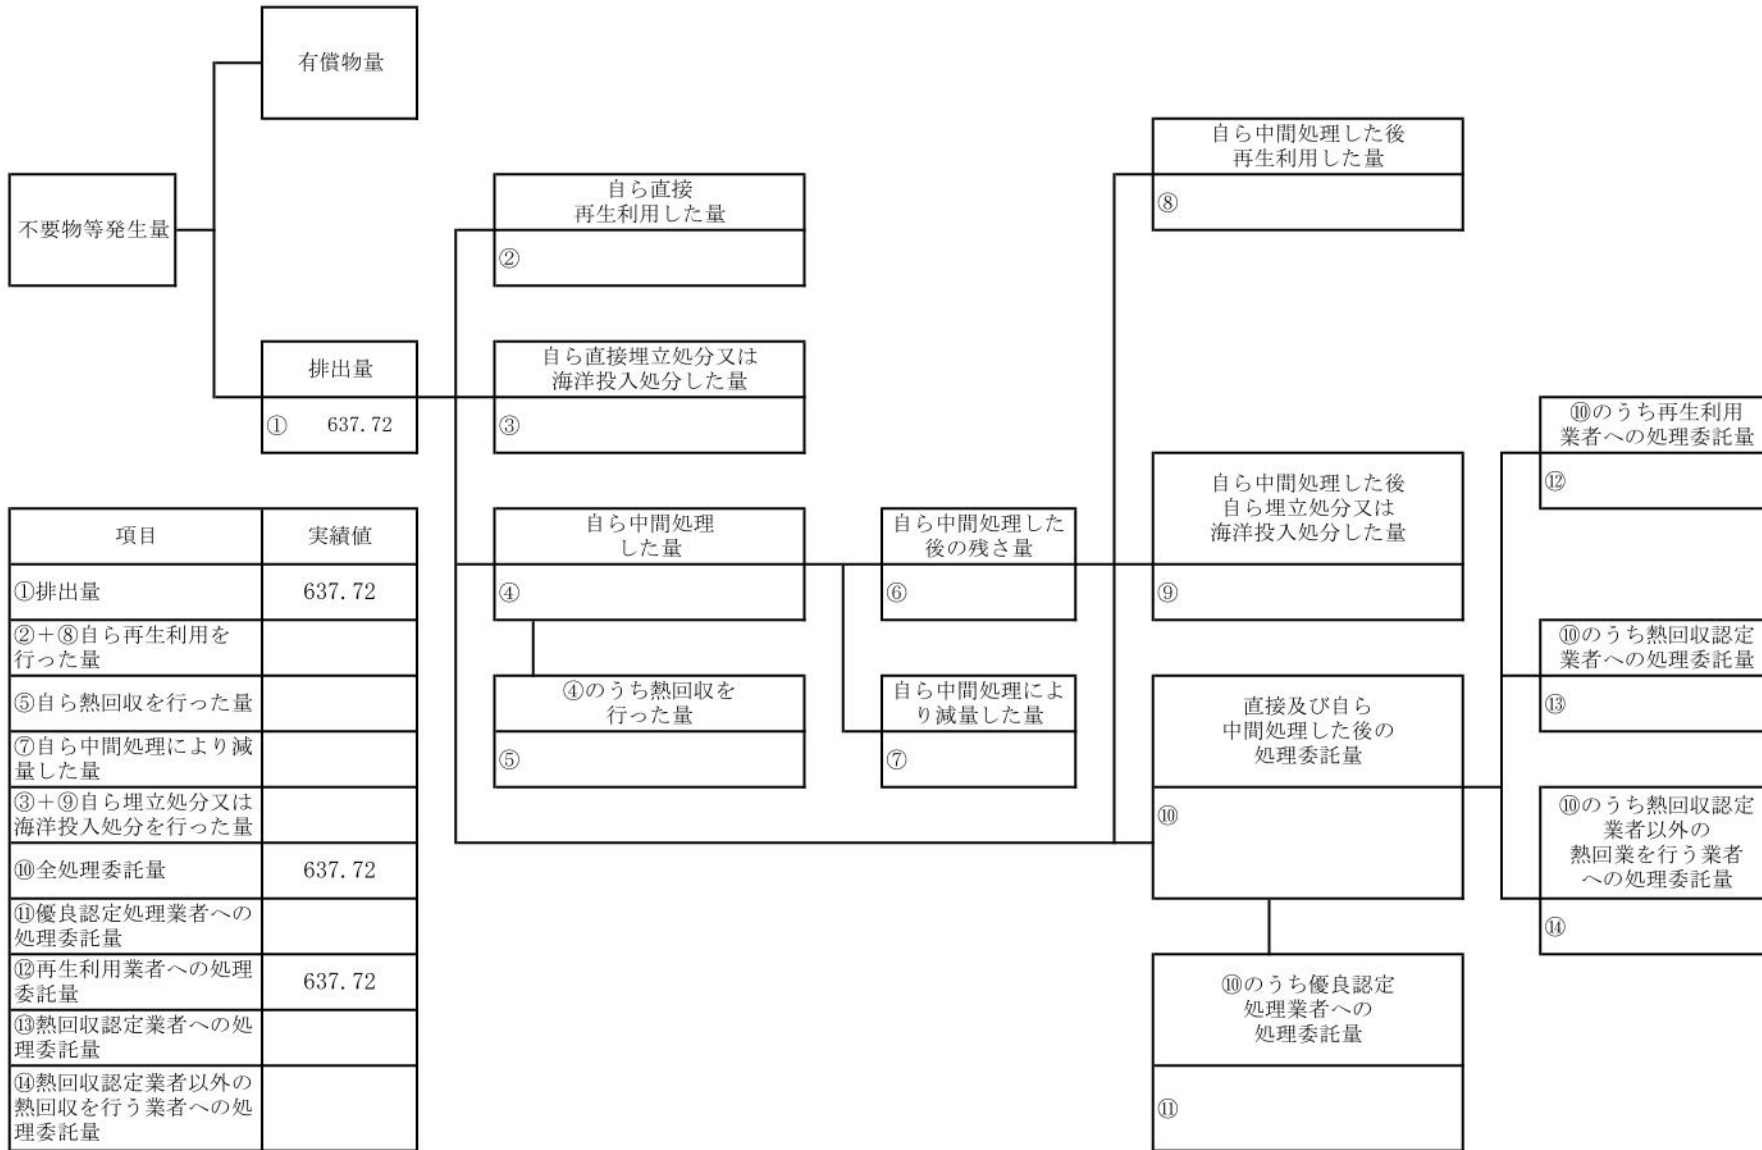 有償物量
不要物等発生量
排出量
① 637.72
自ら直接
再生利用した量
②
自ら直接埋立処分又は
海洋投入処分した量
③
自ら中間処理
した量
④
④のうち熱回収を
行った量
⑤
自ら中間処理した
後の残さ量
⑥
自ら中間処理によ
り減量した量
⑦
自ら中間処理した後
再生利用した量
⑧
自ら中間処理した後
自ら埋立処分又は
海洋投入処分した量
⑨
直接及び自ら
中間処理した後の
処理委託量
⑩
⑩のうち優良認定
処理業者への
処理委託量
⑪
⑩のうち再生利用
業者への処理委託量
⑫
⑩のうち熱回収認定
業者への処理委託量
⑬
⑩のうち熱回収認定
業者以外の
熱回業を行う業者
への処理委託量
⑭
項目 実績値
①排出量 637.72
②＋⑧自ら再生利用を
行った量
⑤自ら熱回収を行った量
⑦自ら中間処理により減
量した量
③＋⑨自ら埋立処分又は
海洋投入処分を行った量
⑩全処理委託量 637.72
⑪優良認定処理業者への
処理委託量
⑫再生利用業者への処理
委託量 637.72
⑬熱回収認定業者への処
理委託量
⑭熱回収認定業者以外の
熱回収を行う業者への処
理委託量